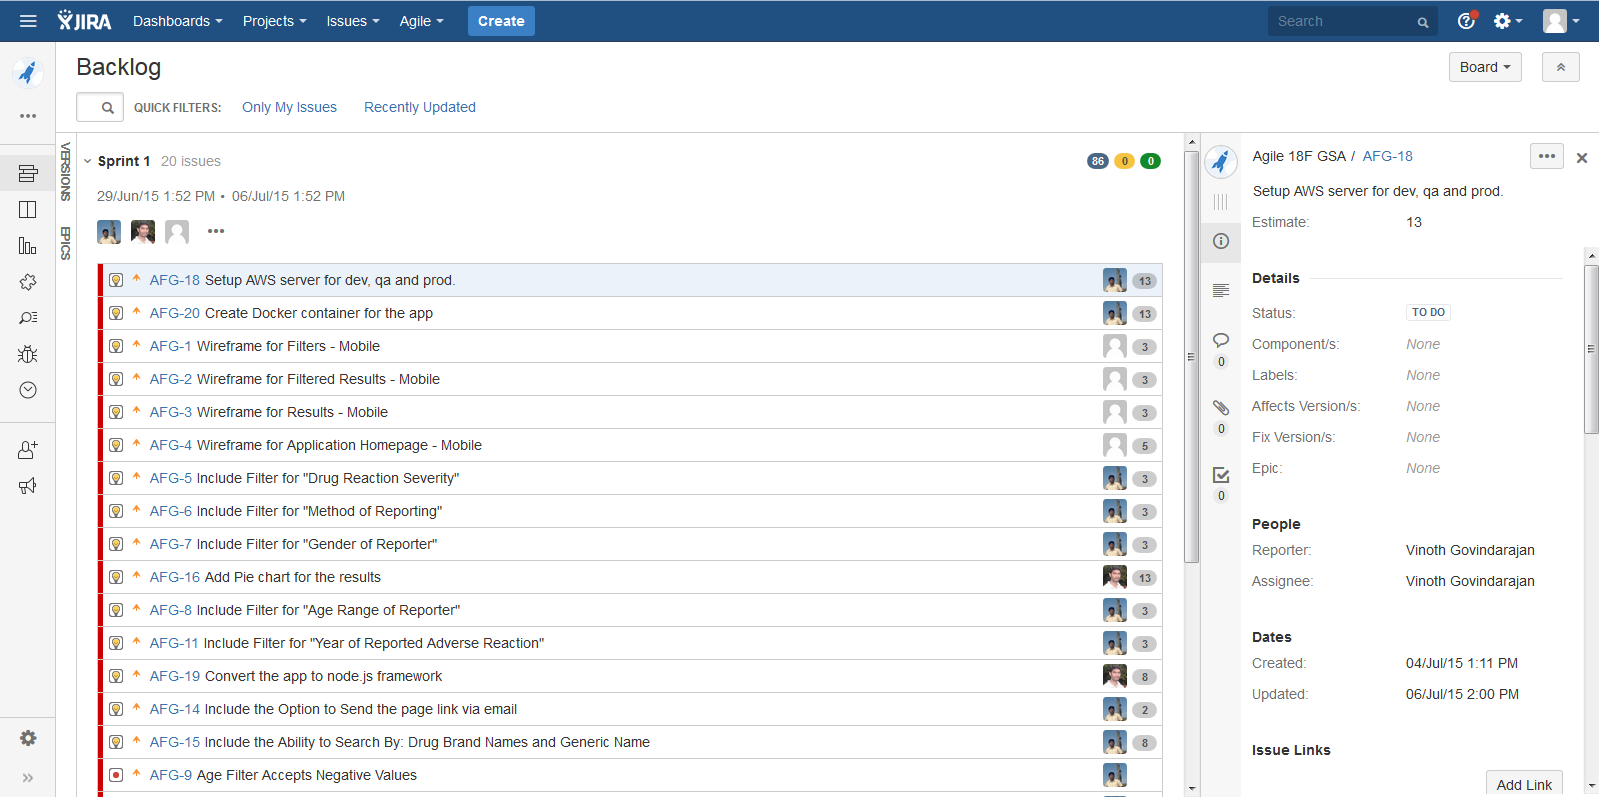 JIRA Dashboards Projects Issues Agile Create Search
Backlog Board
QUICK FILTERS: Only My Issues Recently Updated
VERSIONS
EPICS
Sprint 1 20 issues 86 0 0
29/Jun/15 1:52 PM • 06/Jul/15 1:52 PM
AFG-18 Setup AWS server for dev, qa and prod. 13
AFG-20 Create Docker container for the app 13
AFG-1 Wireframe for Filters - Mobile 3
AFG-2 Wireframe for Filtered Results - Mobile 3
AFG-3 Wireframe for Results - Mobile 3
AFG-4 Wireframe for Application Homepage - Mobile 5
AFG-5 Include Filter for "Drug Reaction Severity" 3
AFG-6 Include Filter for "Method of Reporting" 3
AFG-7 Include Filter for "Gender of Reporter" 3
AFG-16 Add Pie chart for the results 13
AFG-8 Include Filter for "Age Range of Reporter" 3
AFG-11 Include Filter for "Year of Reported Adverse Reaction" 3
AFG-19 Convert the app to node.js framework 8
AFG-14 Include the Option to Send the page link via email 2
AFG-15 Include the Ability to Search By: Drug Brand Names and Generic Name 8
AFG-9 Age Filter Accepts Negative Values
0
0
0
Agile 18F GSA / AFG-18
Setup AWS server for dev, qa and prod.
Estimate: 13
Details
Status: TO DO
Component/s: None
Labels: None
Affects Version/s: None
Fix Version/s: None
Epic: None
People
Reporter: Vinoth Govindarajan
Assignee: Vinoth Govindarajan
Dates
Created: 04/Jul/15 1:11 PM
Updated: 06/Jul/15 2:00 PM
Issue Links
Add Link